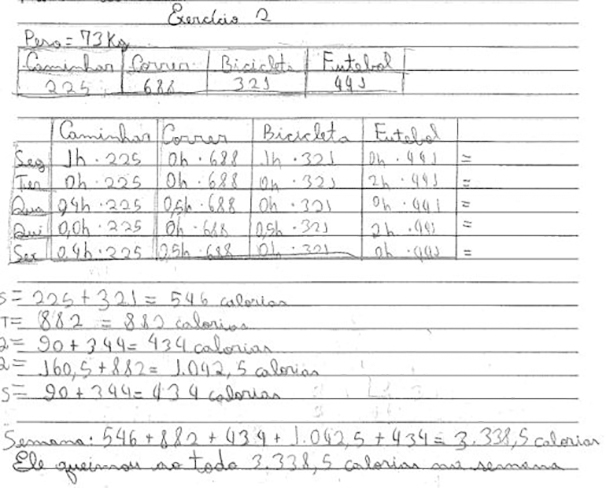 Exercício 2
Peso = 73Kg
Caminhar Correr Bicicleta Futebol
225 688 321 441
Caminhar Correr Bicicleta Futebol
Seg 1h · 225 0h · 688 1h · 321 0h · 441 =
Ter 0h · 225 0h · 688 0h · 321 2h · 441 =
Qua 0,4h · 225 0,5h · 688 0h · 321 0h · 441 =
Qui 0,0h · 225 0h · 688 0,5h · 321 2h · 441 =
Sex 0,4h · 225 0,5h · 688 0h · 321 0h · 441 =
S = 225 + 321 = 546 calorias
T = 882 = 882 calorias
Q = 90 + 344 = 434 calorias
Q = 160,5 + 882 = 1.042,5 calorias
S = 90 + 344 = 434 calorias
Semana: 546 + 882 + 434 + 1.042,5 + 434 = 3.338,5 calorias
Ele queimou ao todo 3.338,5 calorias na semana